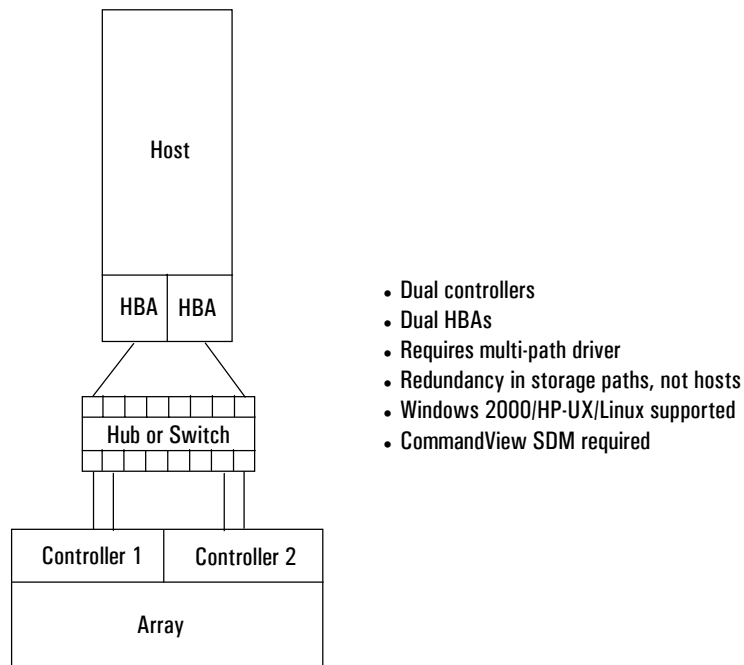 Host
HBA HBA
Hub or Switch
Controller 1 Controller 2
Array
• Dual controllers
• Dual HBAs
• Requires multi-path driver
• Redundancy in storage paths, not hosts
• Windows 2000/HP-UX/Linux supported
• CommandView SDM required